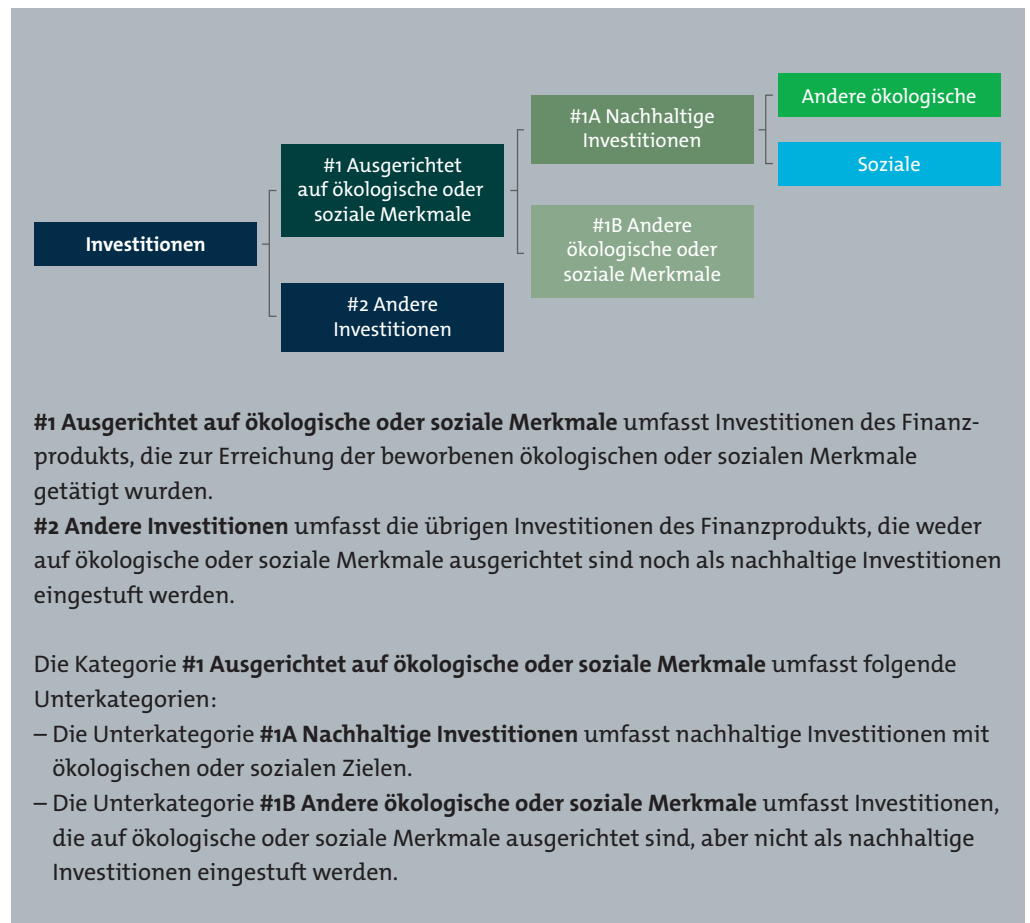 Andere ökologische
#1A Nachhaltige
Investitionen
Soziale
#1 Ausgerichtet
auf ökologische oder
soziale Merkmale
Investitionen
#1B Andere
ökologische oder
soziale Merkmale
#2 Andere
Investitionen
#1 Ausgerichtet auf ökologische oder soziale Merkmale umfasst Investitionen des Finanz-
produkts, die zur Erreichung der beworbenen ökologischen oder sozialen Merkmale
getätigt wurden.
#2 Andere Investitionen umfasst die übrigen Investitionen des Finanzprodukts, die weder
auf ökologische oder soziale Merkmale ausgerichtet sind noch als nachhaltige Investitionen
eingestuft werden.
Die Kategorie #1 Ausgerichtet auf ökologische oder soziale Merkmale umfasst folgende
Unterkategorien:
– Die Unterkategorie #1A Nachhaltige Investitionen umfasst nachhaltige Investitionen mit
ökologischen oder sozialen Zielen.
– Die Unterkategorie #1B Andere ökologische oder soziale Merkmale umfasst Investitionen,
die auf ökologische oder soziale Merkmale ausgerichtet sind, aber nicht als nachhaltige
Investitionen eingestuft werden.